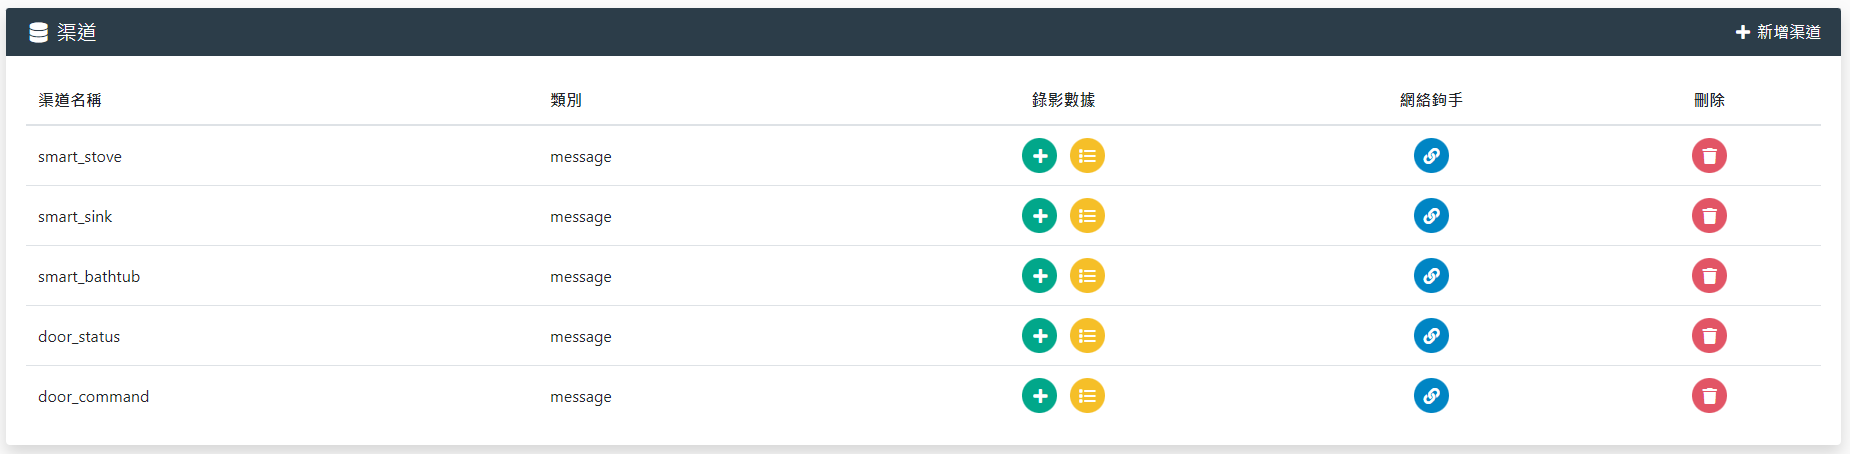 渠道 新增渠道
渠道名稱 類別 錄影數據 網絡鉤手 刪除
smart_stove message
smart_sink message
smart_bathtub message
door_status message
door_command message